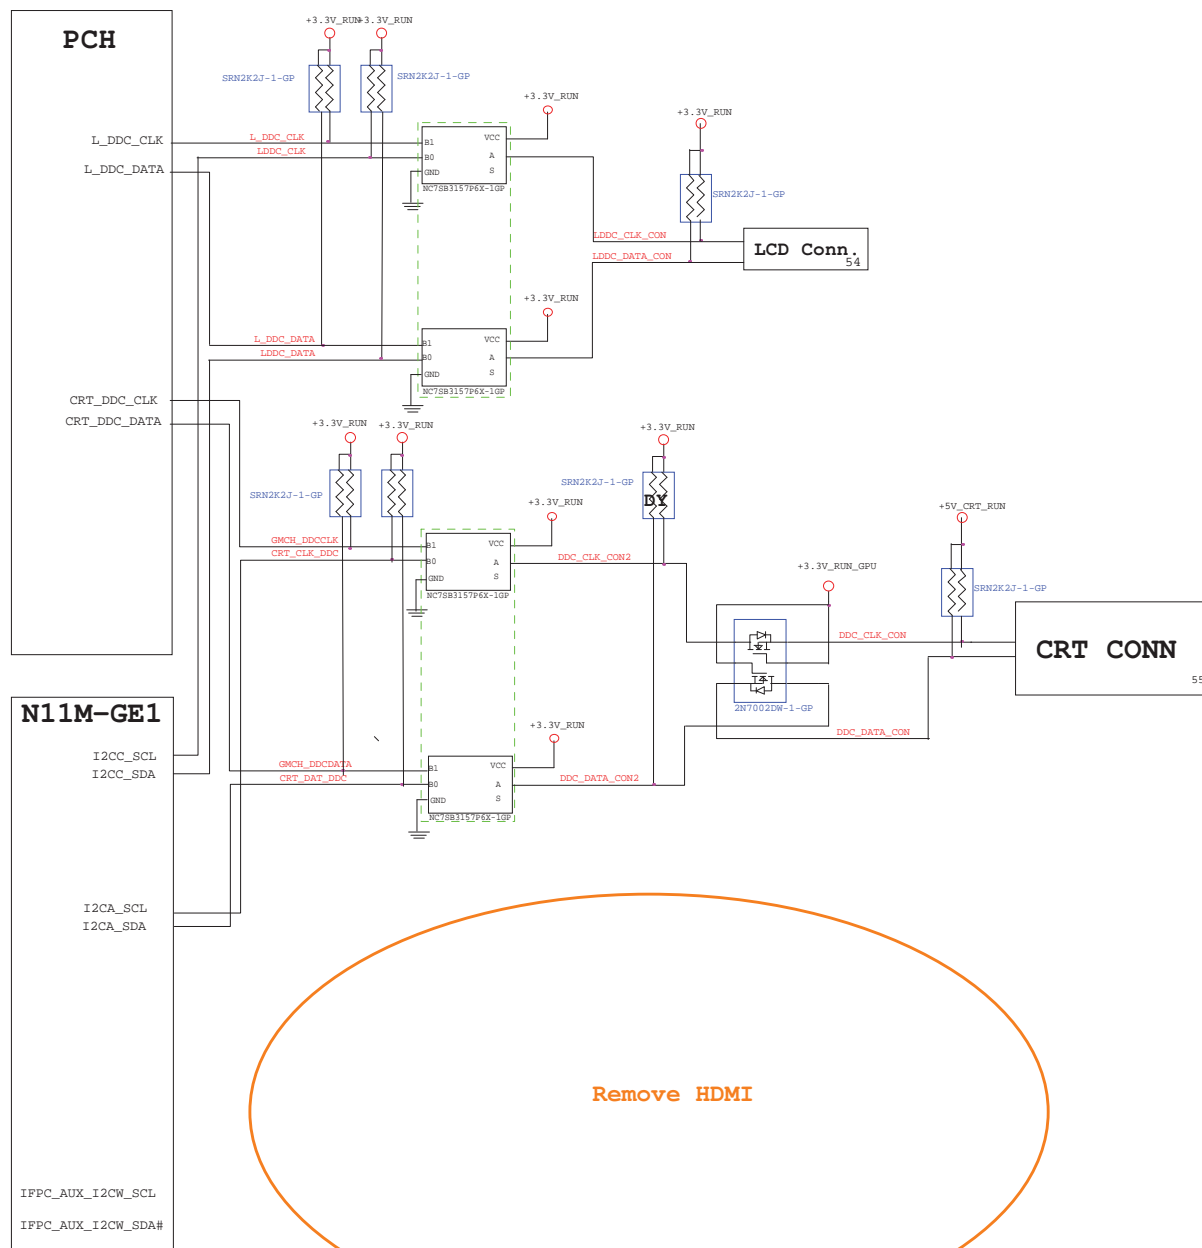 PCH
+3.3V_RUN
+3.3V_RUN
SRN2K2J-1-GP
SRN2K2J-1-GP
+3.3V_RUN
+3.3V_RUN
L_DDC_CLK
L_DDC_CLK
LDDC_CLK
B1
B0
GND
VCC
A
S
NC7SB3157P6X-1GP
L_DDC_DATA
SRN2K2J-1-GP
LDDC_CLK_CON
LDDC_DATA_CON
LCD Conn.
54
+3.3V_RUN
L_DDC_DATA
LDDC_DATA
B1
B0
GND
VCC
A
S
NC7SB3157P6X-1GP
CRT_DDC_CLK
CRT_DDC_DATA
+3.3V_RUN
+3.3V_RUN
+3.3V_RUN
SRN2K2J-1-GP
SRN2K2J-1-GP
DY
+3.3V_RUN
+5V_CRT_RUN
GMCH_DDCCLK
CRT_CLK_DDC
B1
B0
GND
VCC
A
S
NC7SB3157P6X-1GP
DDC_CLK_CON2
+3.3V_RUN_GPU
SRN2K2J-1-GP
DDC_CLK_CON
CRT CONN
55
2N7002DW-1-GP
DDC_DATA_CON
N11M-GE1
I2CC_SCL
I2CC_SDA
+3.3V_RUN
GMCH_DDCDATA
CRT_DAT_DDC
B1
B0
GND
VCC
A
S
NC7SB3157P6X-1GP
DDC_DATA_CON2
I2CA_SCL
I2CA_SDA
Remove HDMI
IFPC_AUX_I2CW_SCL
IFPC_AUX_I2CW_SDA#